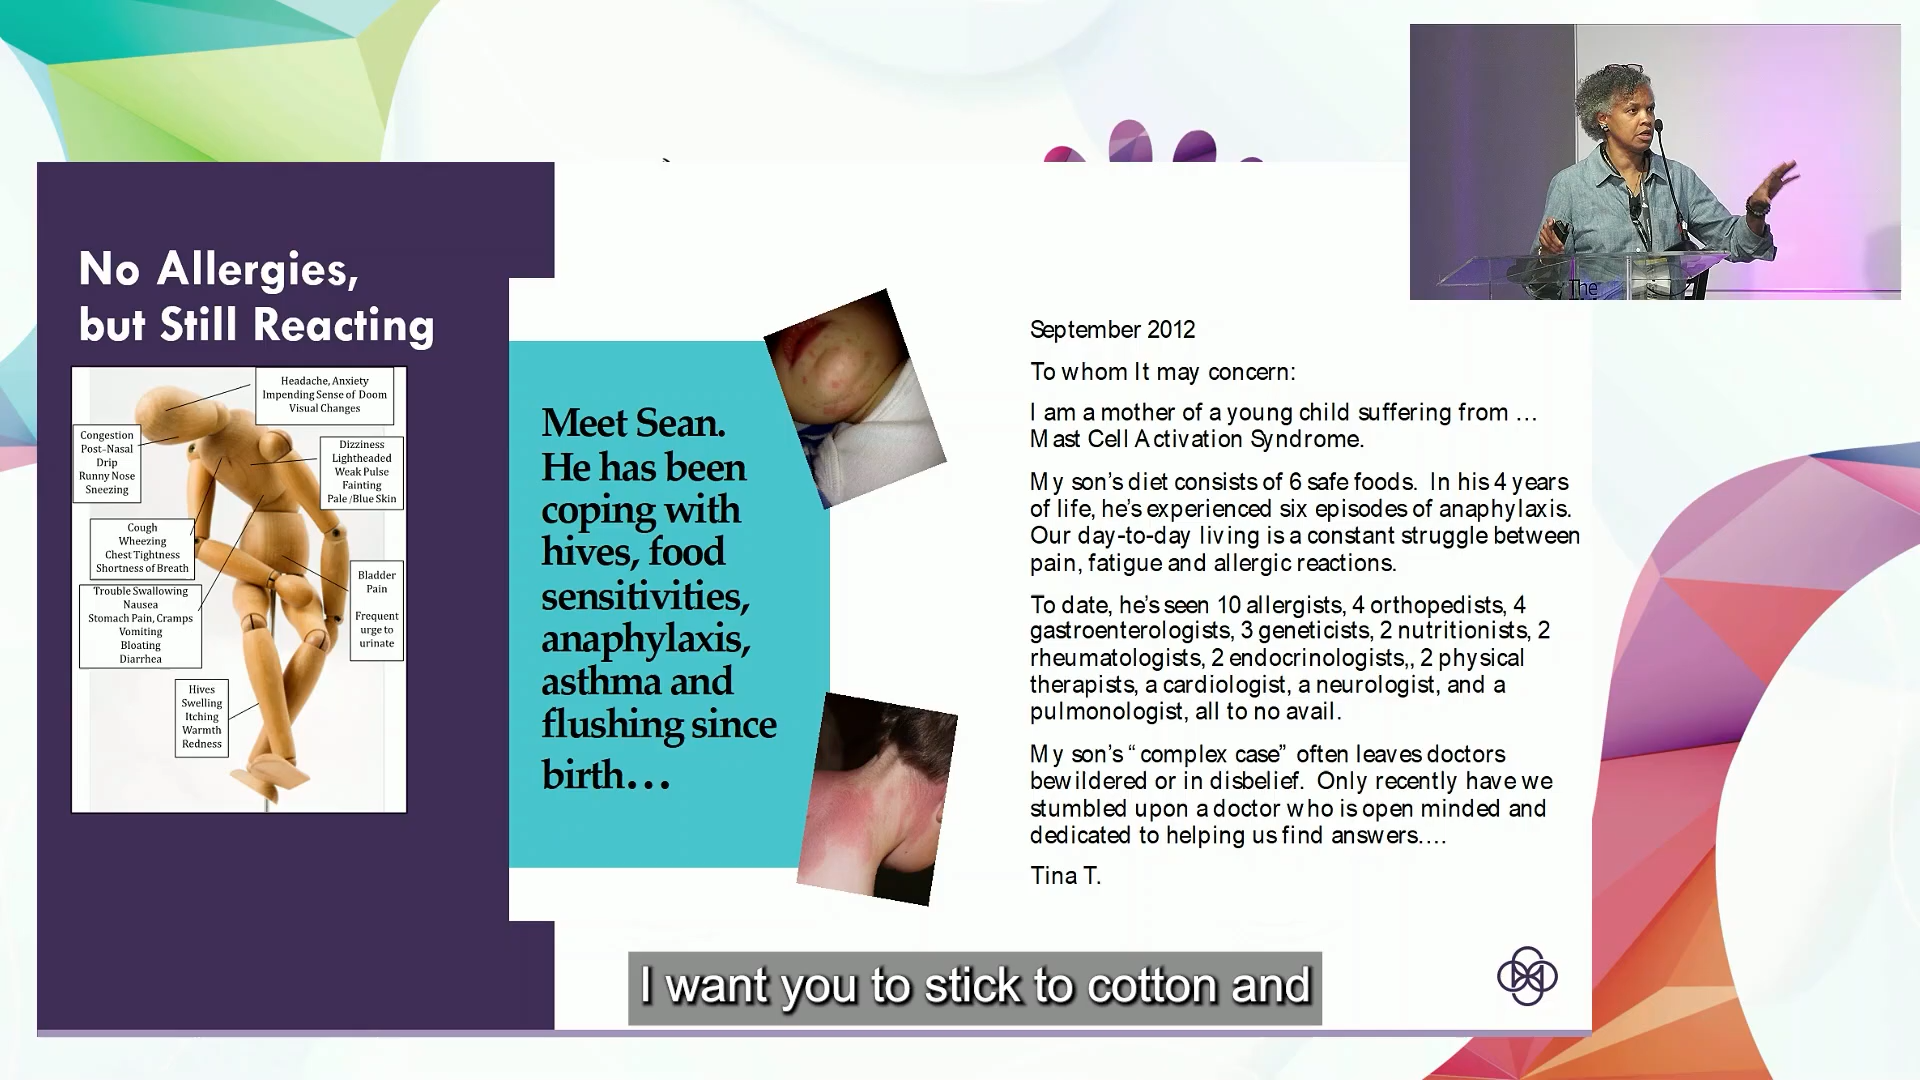 No Allergies,
but Still Reacting
Headache, Anxiety
Impending Sense of Doom
Visual Changes
Congestion
Post-Nasal
Drip
Runny Nose
Sneezing
Dizziness
Lightheaded
Weak Pulse
Fainting
Pale /Blue Skin
Cough
Wheezing
Chest Tightness
Shortness of Breath
Trouble Swallowing
Nausea
Stomach Pain, Cramps
Vomiting
Bloating
Diarrhea
Bladder
Pain
Frequent
urge to
urinate
Hives
Swelling
Itching
Warmth
Redness
Meet Sean.
He has been
coping with
hives, food
sensitivities,
anaphylaxis,
asthma and
flushing since
birth…
September 2012
To whom It may concern:
I am a mother of a young child suffering from …
Mast Cell Activation Syndrome.
My son’s diet consists of 6 safe foods. In his 4 years
of life, he’s experienced six episodes of anaphylaxis.
Our day-to-day living is a constant struggle between
pain, fatigue and allergic reactions.
To date, he’s seen 10 allergists, 4 orthopedists, 4
gastroenterologists, 3 geneticists, 2 nutritionists, 2
rheumatologists, 2 endocrinologists,, 2 physical
therapists, a cardiologist, a neurologist, and a
pulmonologist, all to no avail.
My son’s “complex case” often leaves doctors
bewildered or in disbelief. Only recently have we
stumbled upon a doctor who is open minded and
dedicated to helping us find answers….
Tina T.
The
I want you to stick to cotton and